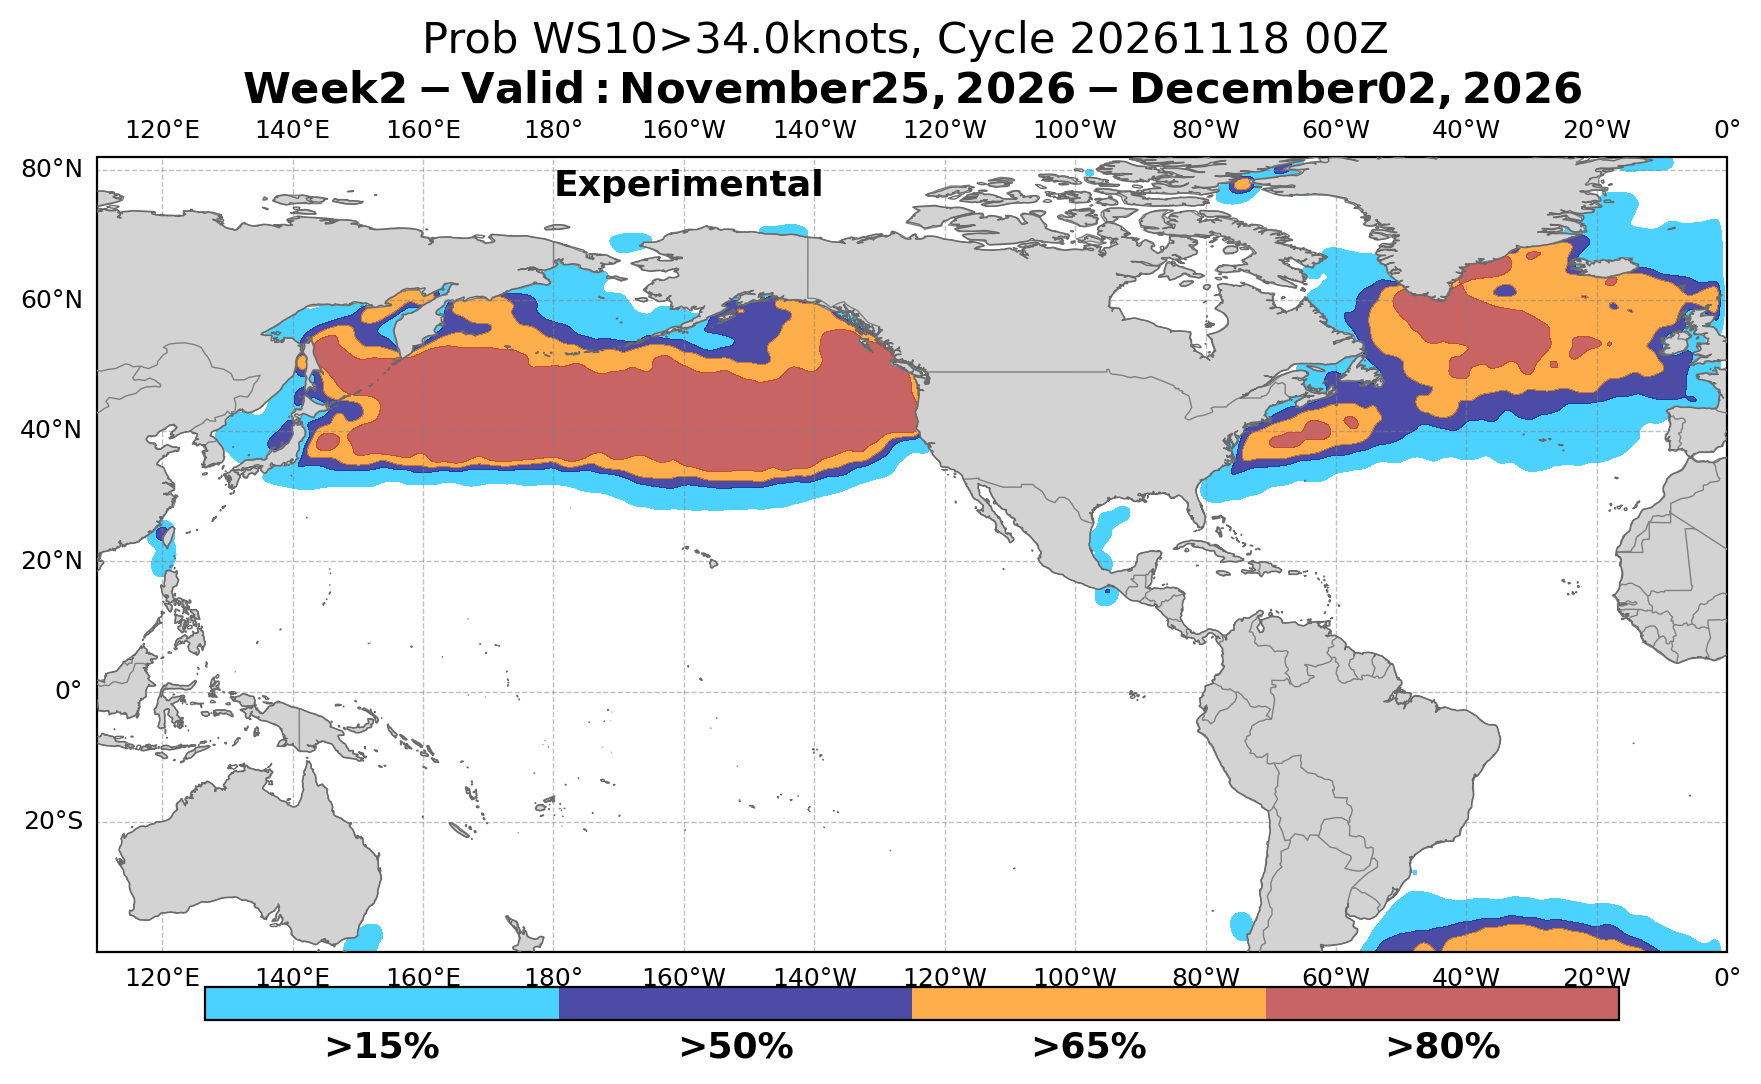 Prob WS10>34.0knots, Cycle 20261118 00Z
Week2 − Valid : November25, 2026 − December02, 2026
120°E 140°E 160°E 180° 160°W 140°W 120°W 100°W 80°W 60°W 40°W 20°W 0°
80°N
Experimental
60°N
40°N
20°N
0°
20°S
120°E 140°E 160°E 180° 160°W 140°W 120°W 100°W 80°W 60°W 40°W 20°W 0°
>15% >50% >65% >80%